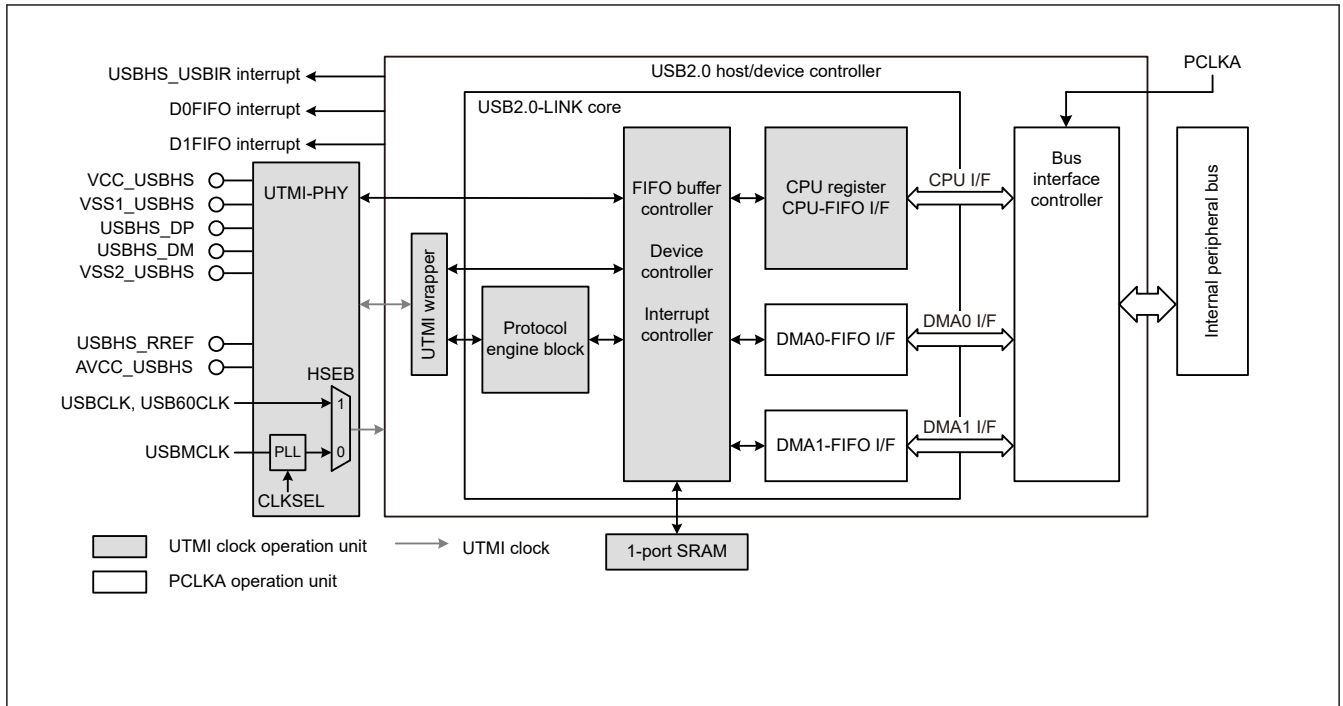 USBHS_USBIR interrupt
D0FIFO interrupt
D1FIFO interrupt
USB2.0 host/device controller
USB2.0-LINK core
PCLKA
VCC_USBHS
VSS1_USBHS
USBHS_DP
USBHS_DM
VSS2_USBHS
USBHS_RREF
AVCC_USBHS
USBCLK, USB60CLK
USBMCLK
UTMI-PHY
HSEB
1
0
PLL
CLKSEL
UTMI wrapper
Protocol
engine block
FIFO buffer
controller
Device
controller
Interrupt
controller
CPU register
CPU-FIFO I/F
DMA0-FIFO I/F
DMA1-FIFO I/F
CPU I/F
DMA0 I/F
DMA1 I/F
Bus
interface
controller
Internal peripheral bus
1-port SRAM
UTMI clock operation unit
UTMI clock
PCLKA operation unit